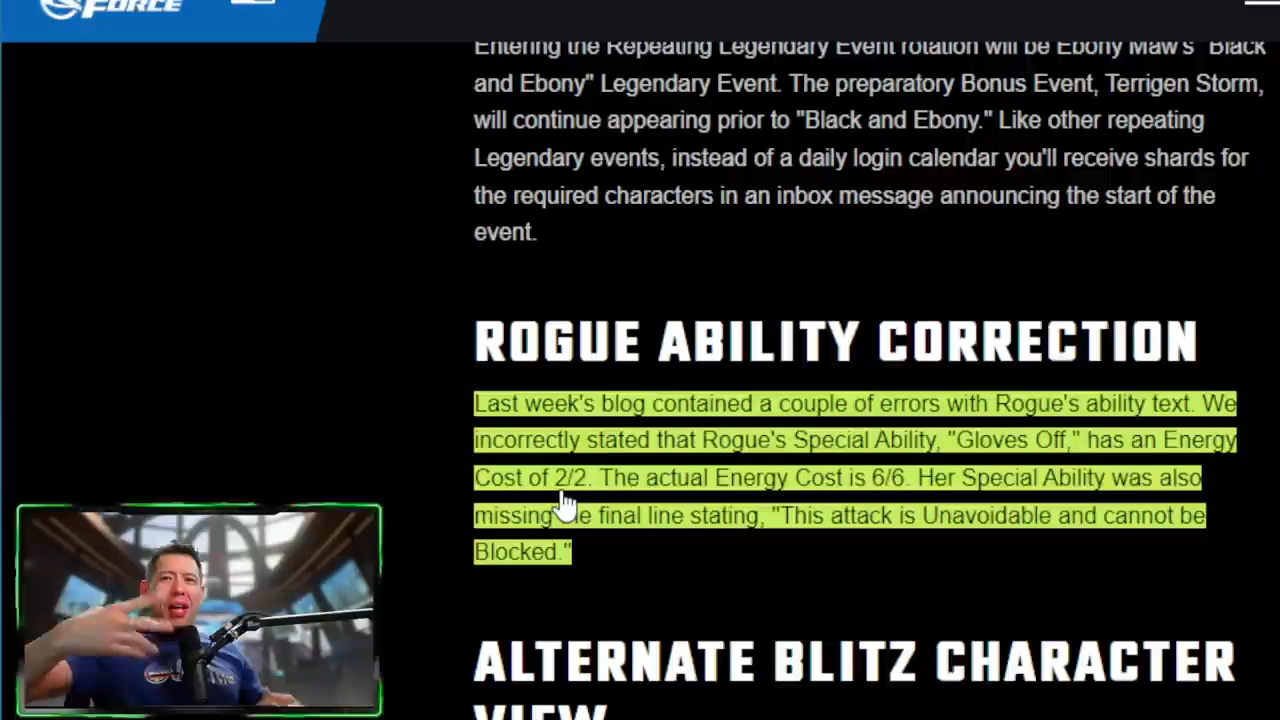 FORCE
Entering the Repeating Legendary Event rotation will be Ebony Maw's "Black
and Ebony" Legendary Event. The preparatory Bonus Event, Terrigen Storm,
will continue appearing prior to "Black and Ebony." Like other repeating
Legendary events, instead of a daily login calendar you'll receive shards for
the required characters in an inbox message announcing the start of the
event.
ROGUE ABILITY CORRECTION
Last week's blog contained a couple of errors with Rogue's ability text. We
incorrectly stated that Rogue's Special Ability, "Gloves Off," has an Energy
Cost of 2/2. The actual Energy Cost is 6/6. Her Special Ability was also
missing final line stating, "This attack is Unavoidable and cannot be
Blocked."
ALTERNATE BLITZ CHARACTER
VIEW